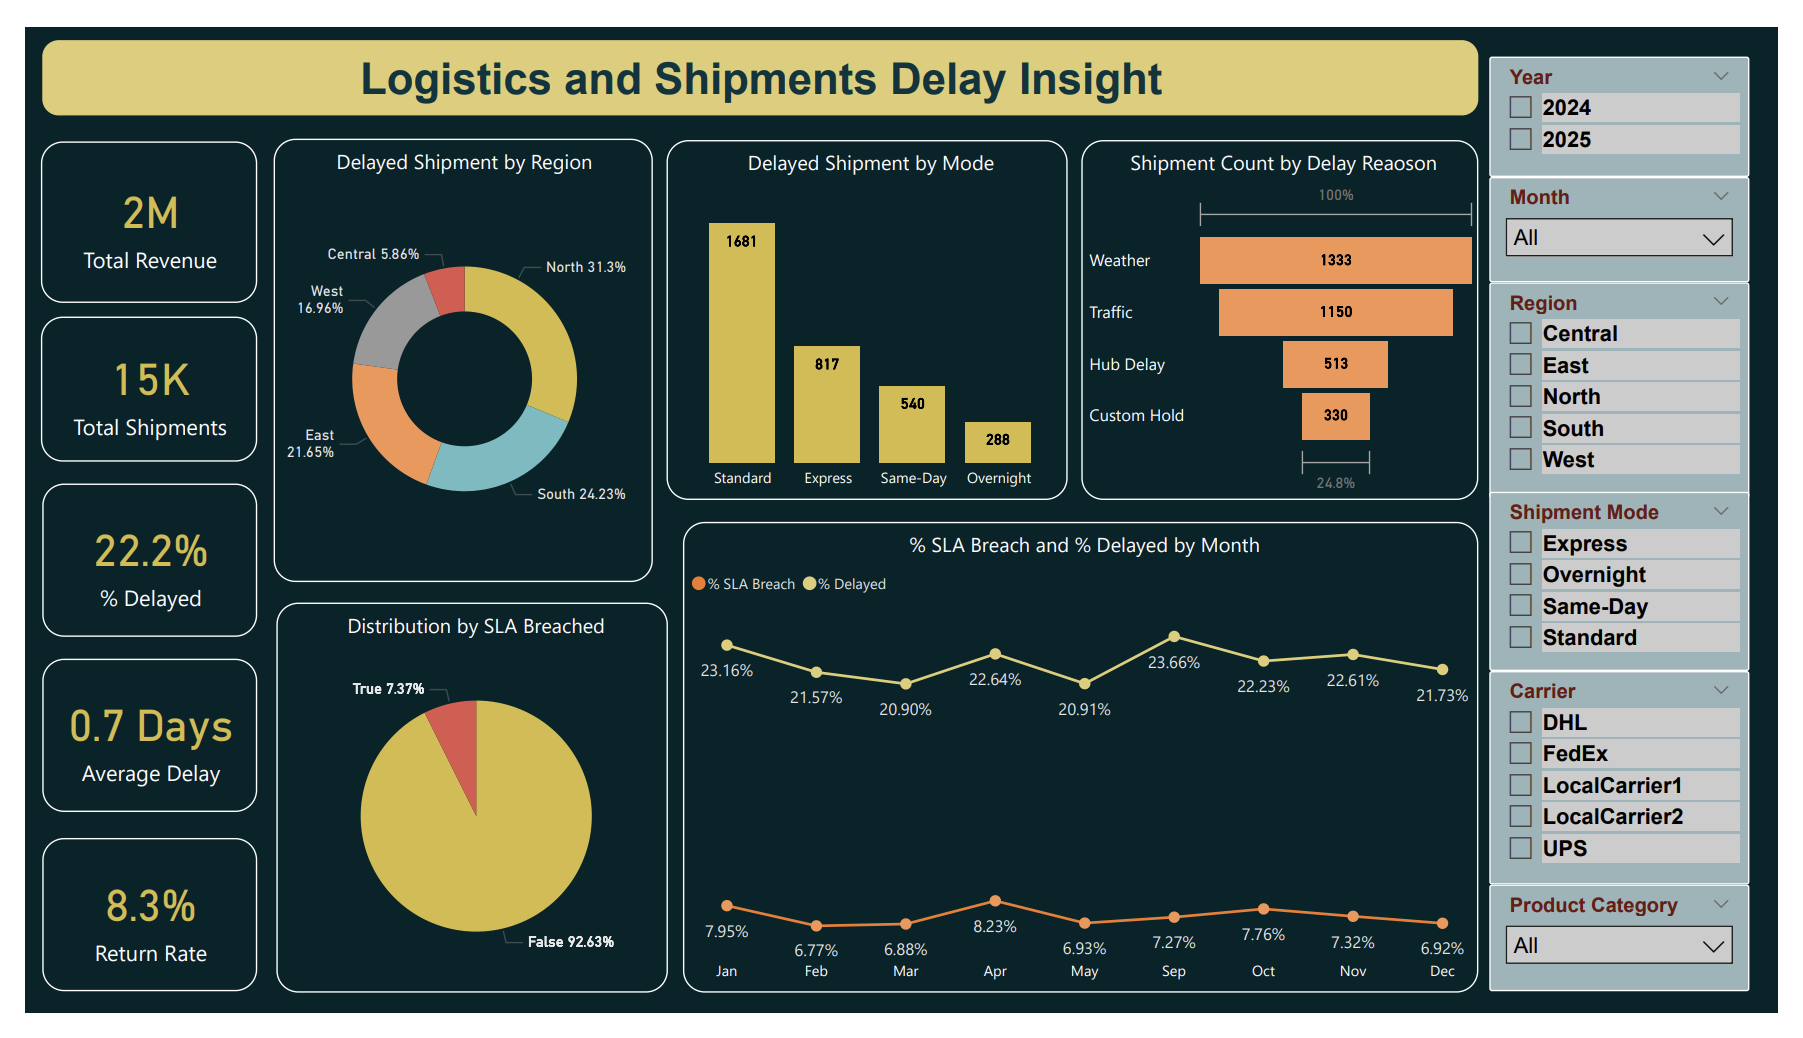 Logistics and Shipments Delay Insight
2M
Total Revenue
15K
Total Shipments
22.2%
% Delayed
0.7 Days
Average Delay
8.3%
Return Rate
Delayed Shipment by Region
Central 5.86%
North 31.3%
West
16.96%
East
21.65%
South 24.23%
Delayed Shipment by Mode
1681
817
540
288
Standard Express Same-Day Overnight
Shipment Count by Delay Reaoson
100%
Weather 1333
Traffic 1150
Hub Delay 513
Custom Hold 330
24.8%
Distribution by SLA Breached
True 7.37%
False 92.63%
% SLA Breach and % Delayed by Month
% SLA Breach % Delayed
23.16% 21.57% 20.90% 22.64% 20.91% 23.66% 22.23% 22.61% 21.73%
7.95% 6.77% 6.88% 8.23% 6.93% 7.27% 7.76% 7.32% 6.92%
Jan Feb Mar Apr May Sep Oct Nov Dec
Year
2024
2025
Month
All
Region
Central
East
North
South
West
Shipment Mode
Express
Overnight
Same-Day
Standard
Carrier
DHL
FedEx
LocalCarrier1
LocalCarrier2
UPS
Product Category
All